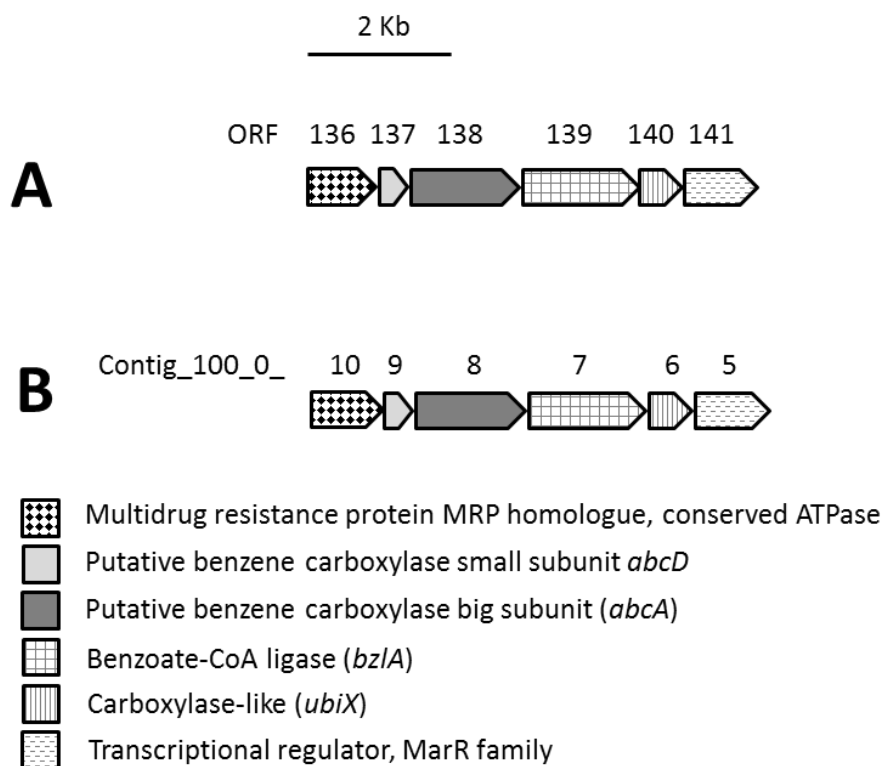 2 Kb
ORF 136 137 138 139 140 141
A
Contig_100_0_ 10 9 8 7 6 5
B
Multidrug resistance protein MRP homologue, conserved ATPase
Putative benzene carboxylase small subunit abcD
Putative benzene carboxylase big subunit (abcA)
Benzoate-CoA ligase (bzlA)
Carboxylase-like (ubiX)
Transcriptional regulator, MarR family